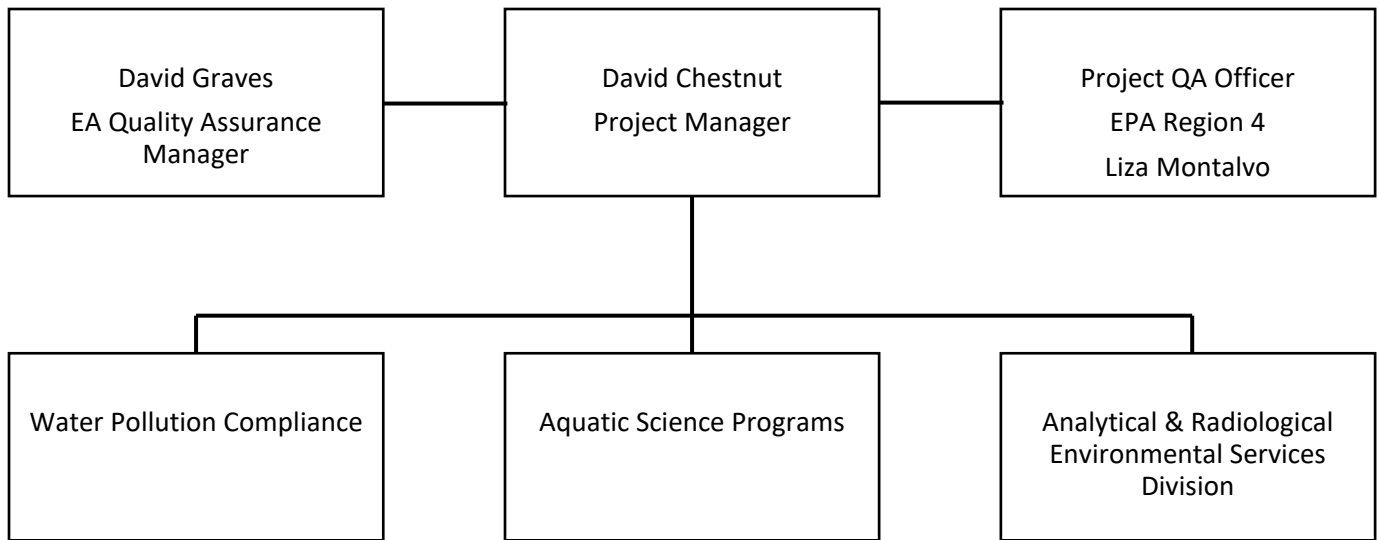 David Graves
EA Quality Assurance
Manager
David Chestnut
Project Manager
Project QA Officer
EPA Region 4
Liza Montalvo
Water Pollution Compliance
Aquatic Science Programs
Analytical & Radiological
Environmental Services
Division